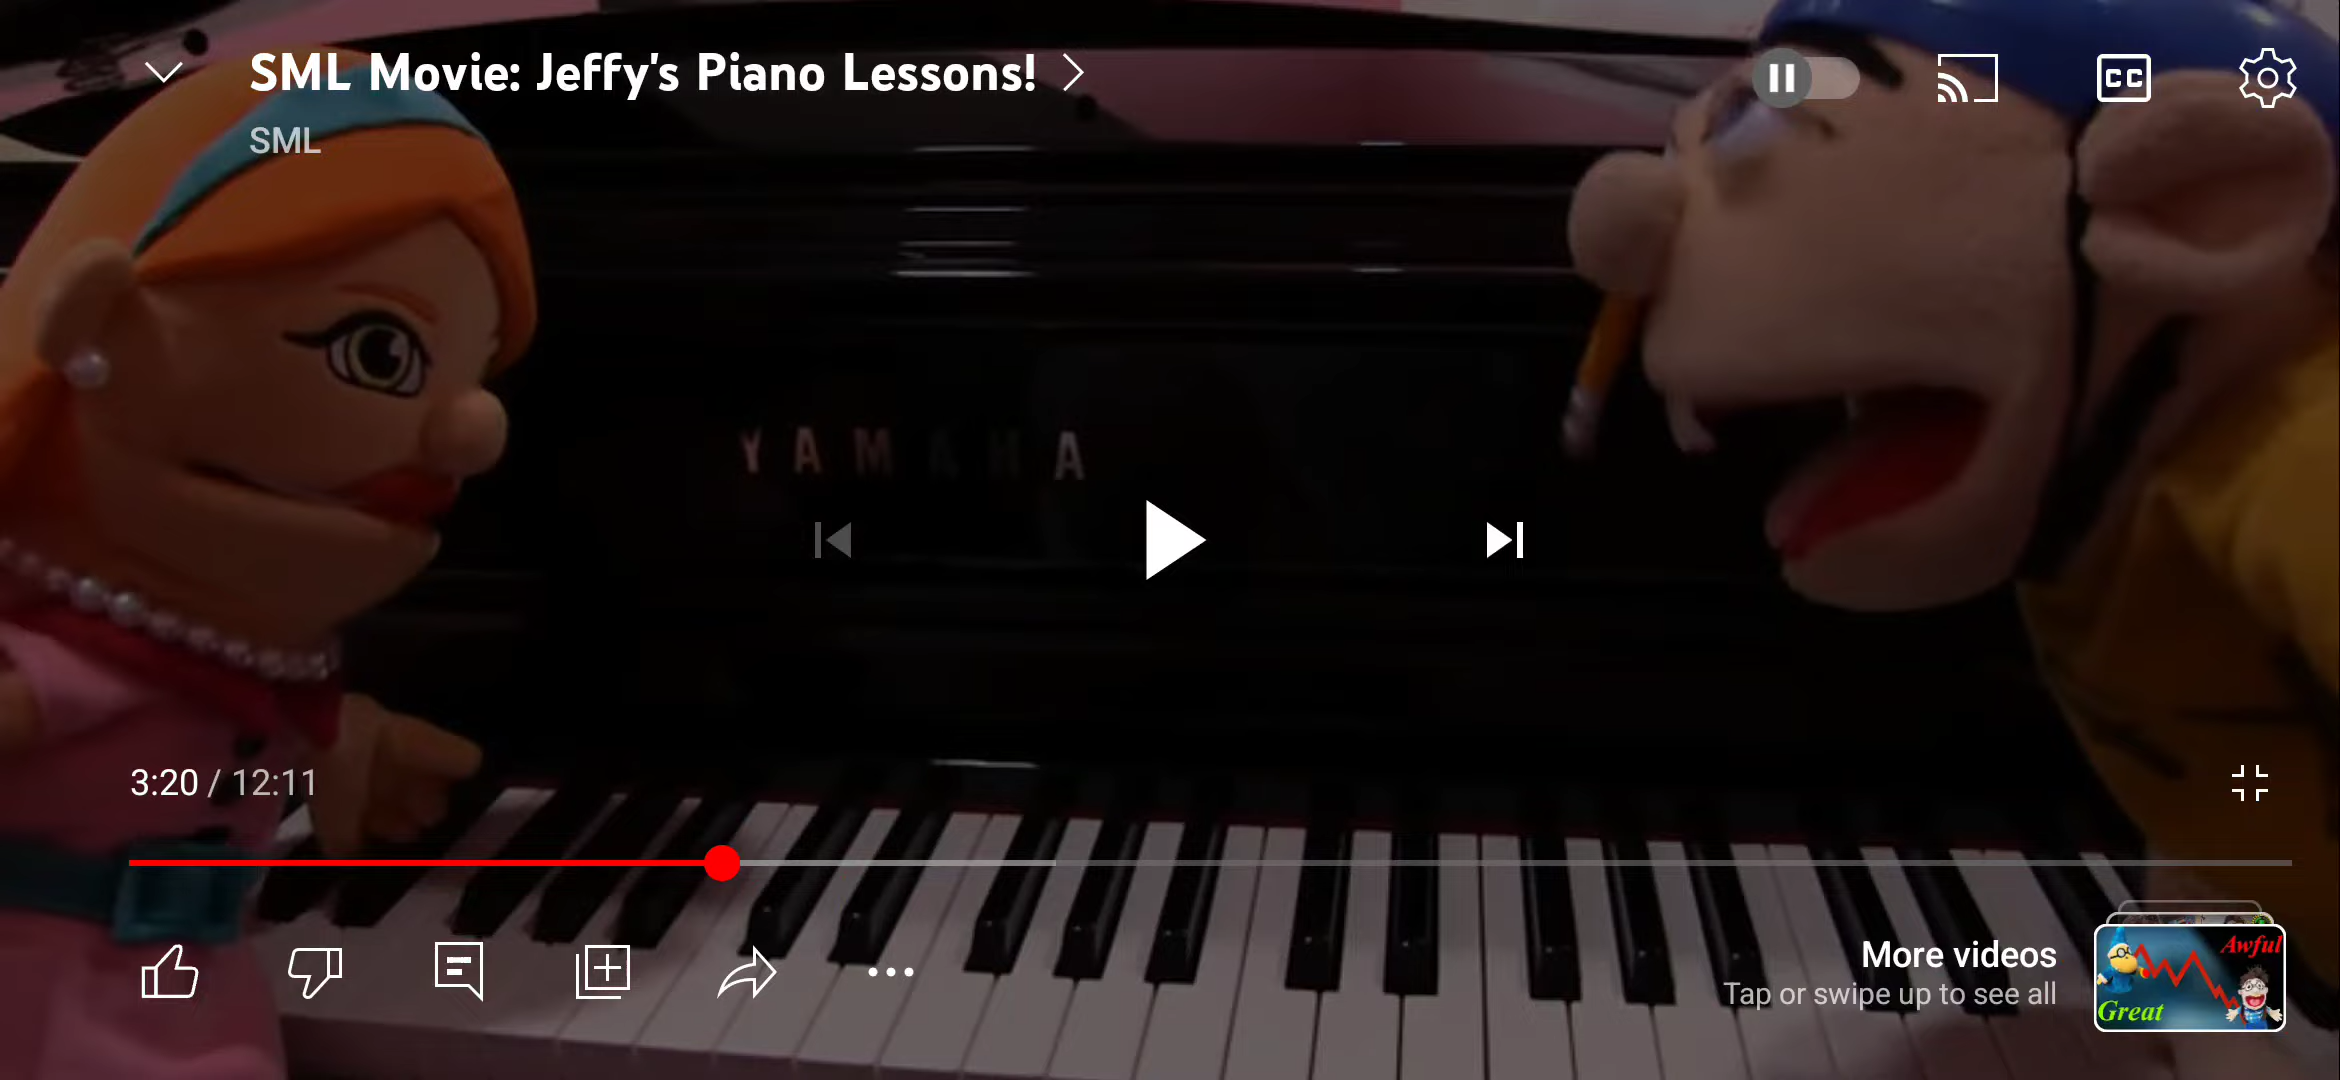 SML Movie: Jeffy's Piano Lessons!
SML
CC
YAMAHA
3:20 / 12:11
More videos
Tap or swipe up to see all
Awful
Great